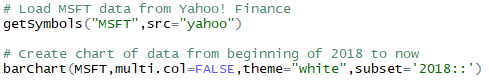 # Load MSFT data from Yahoo! Finance
getSymbols("MSFT",src="yahoo")
# Create chart of data from beginning of 2018 to now
barChart(MSFT,multi.col=FALSE,theme="white",subset='2018::')